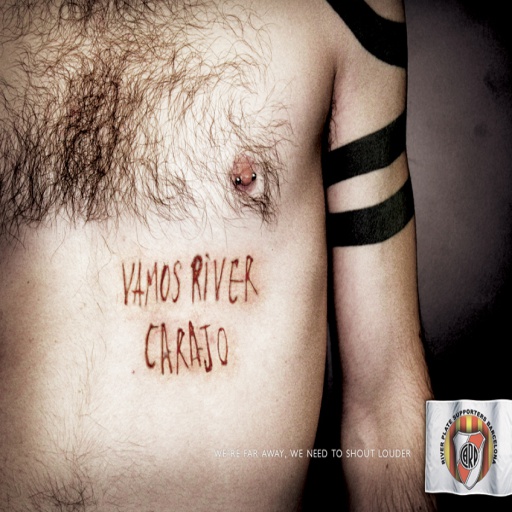 VAMOS RiVER
CARAJO
WE'RE FAR AWAY, WE NEED TO SHOUT LOUDER
RIVER PLATE SUPPORTERS BARCELONA
CARP